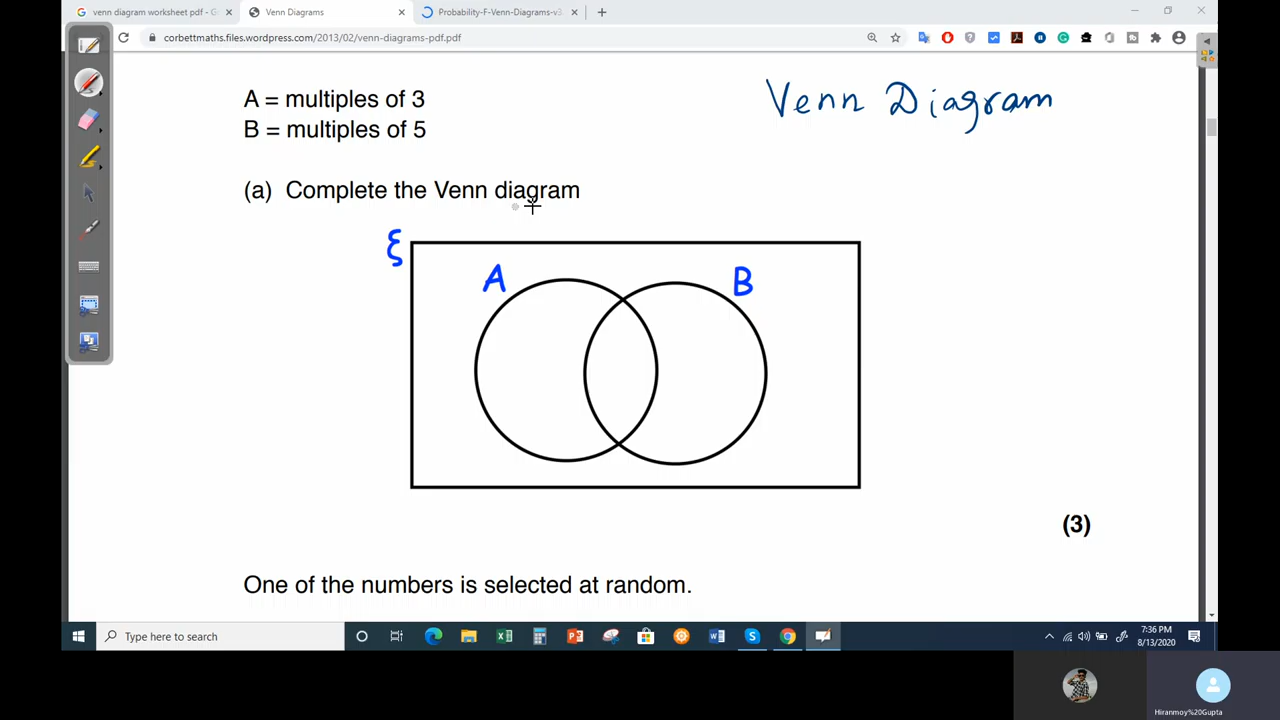 venn diagram worksheet pdf - G
Venn Diagrams
Probability-F-Venn-Diagrams-v3
corbettmaths.files.wordpress.com/2013/02/venn-diagrams-pdf.pdf
A = multiples of 3
B = multiples of 5
Venn Diagram
(a) Complete the Venn diagram
ξ
A
B
(3)
One of the numbers is selected at random.
Type here to search
7:36 PM
8/13/2020
Hiranmoy%20Gupta